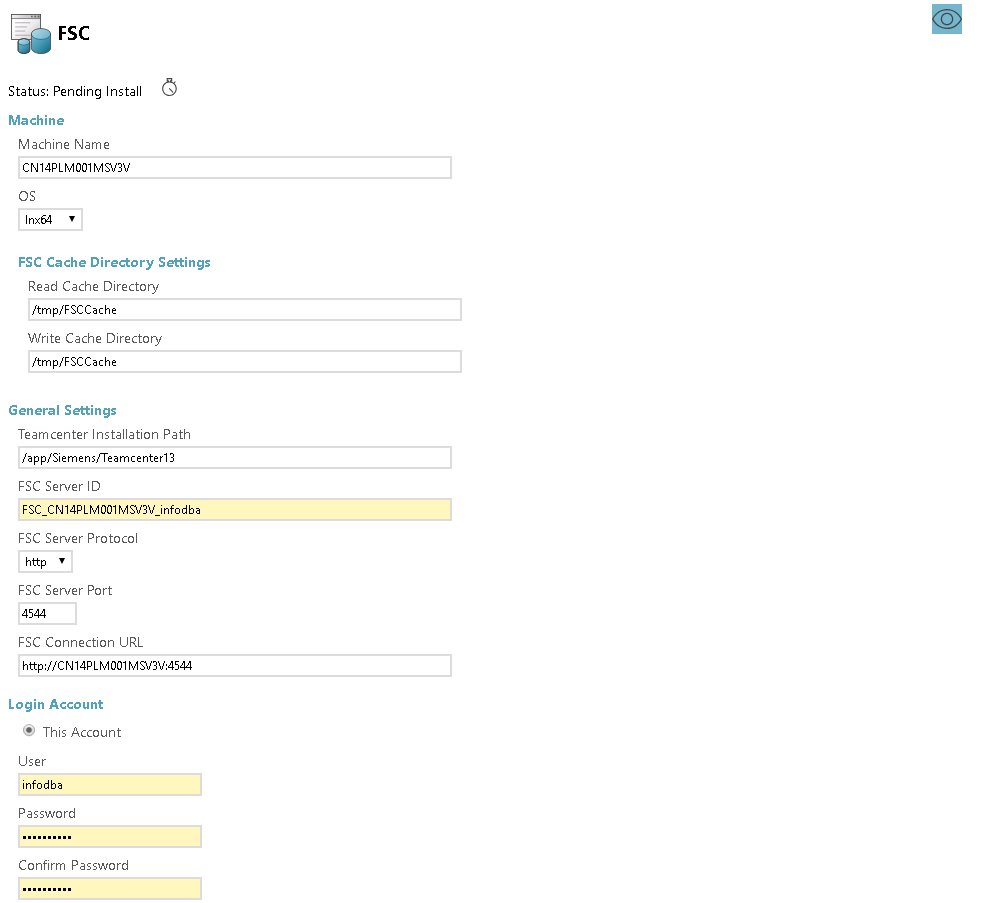 FSC
Status: Pending Install
Machine
Machine Name
CN14PLM001MSV3V
OS
lnx64
FSC Cache Directory Settings
Read Cache Directory
/tmp/FSCCache
Write Cache Directory
/tmp/FSCCache
General Settings
Teamcenter Installation Path
/app/Siemens/Teamcenter13
FSC Server ID
FSC_CN14PLM001MSV3V_infodba
FSC Server Protocol
http
FSC Server Port
4544
FSC Connection URL
http://CN14PLM001MSV3V:4544
Login Account
This Account
User
infodba
Password
••••••••••
Confirm Password
••••••••••